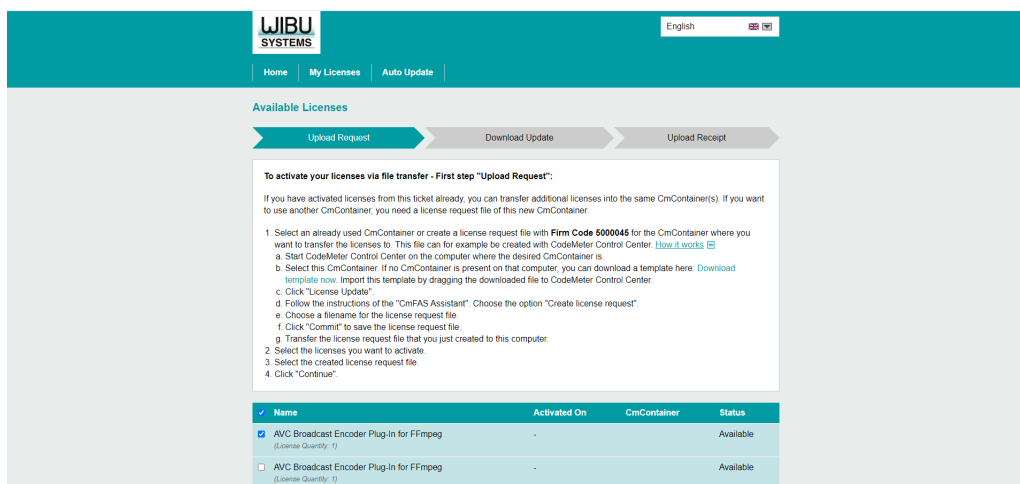 WIBU
SYSTEMS
English
Home My Licenses Auto Update
Available Licenses
Upload Request Download Update Upload Receipt
To activate your licenses via file transfer - First step "Upload Request":
If you have activated licenses from this ticket already, you can transfer additional licenses into the same CmContainer(s). If you want
to use another CmContainer, you need a license request file of this new CmContainer.
1. Select an already used CmContainer or create a license request file with Firm Code 5000045 for the CmContainer where you
want to transfer the licenses to. This file can for example be created with CodeMeter Control Center. How it works
a. Start CodeMeter Control Center on the computer where the desired CmContainer is.
b. Select this CmContainer. If no CmContainer is present on that computer, you can download a template here: Download
template now. Import this template by dragging the downloaded file to CodeMeter Control Center.
c. Click "License Update".
d. Follow the instructions of the "CmFAS Assistant". Choose the option "Create license request".
e. Choose a filename for the license request file.
f. Click "Commit" to save the license request file.
g. Transfer the license request file that you just created to this computer.
2. Select the licenses you want to activate.
3. Select the created license request file.
4. Click "Continue".
Name Activated On CmContainer Status
AVC Broadcast Encoder Plug-In for FFmpeg - Available
(License Quantity: 1)
AVC Broadcast Encoder Plug-In for FFmpeg - Available
(License Quantity: 1)